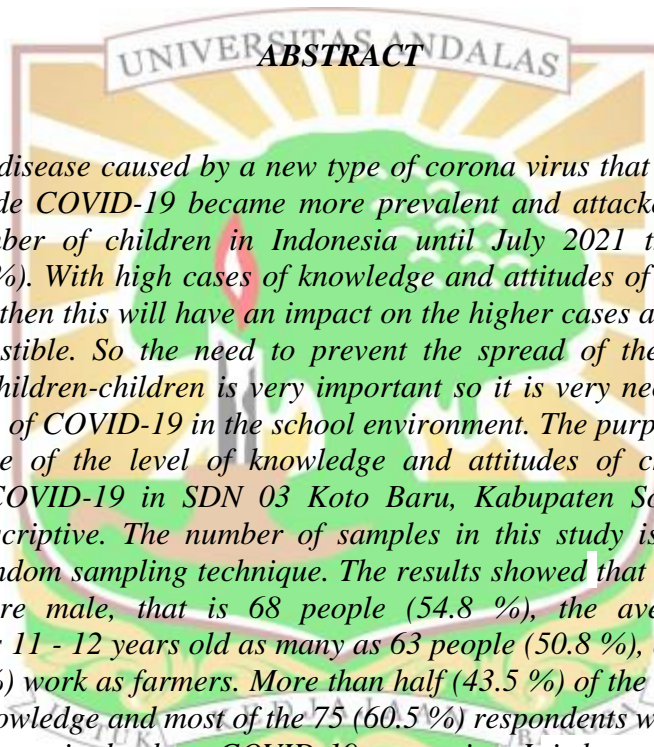 UNIVERSITAS ANDALAS
ABSTRACT
disease caused by a new type of corona virus that
de COVID-19 became more prevalent and attacke
ber of children in Indonesia until July 2021 t
%). With high cases of knowledge and attitudes of
then this will have an impact on the higher cases a
stible. So the need to prevent the spread of the
hildren-children is very important so it is very nee
of COVID-19 in the school environment. The purp
e of the level of knowledge and attitudes of c
COVID-19 in SDN 03 Koto Baru, Kabupaten So
scriptive. The number of samples in this study is
ndom sampling technique. The results showed that
re male, that is 68 people (54.8 %), the ave
11 - 12 years old as many as 63 people (50.8 %),
%) work as farmers. More than half (43.5 %) of the
owledge and most of the 75 (60.5 %) respondents w